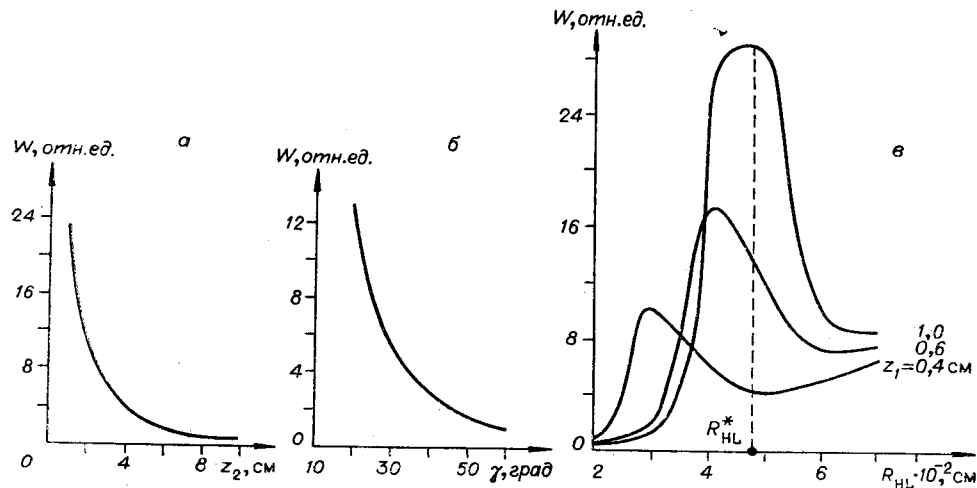 а
W, отн.ед.
24
16
8
0
4
8
z₂, см
б
W, отн.ед.
12
8
4
0
10
30
50
γ, град
в
W, отн.ед.
24
16
8
0
2
4
6
R_HL·10⁻², см
R*_HL
1,0
0,6
z₁=0,4 см